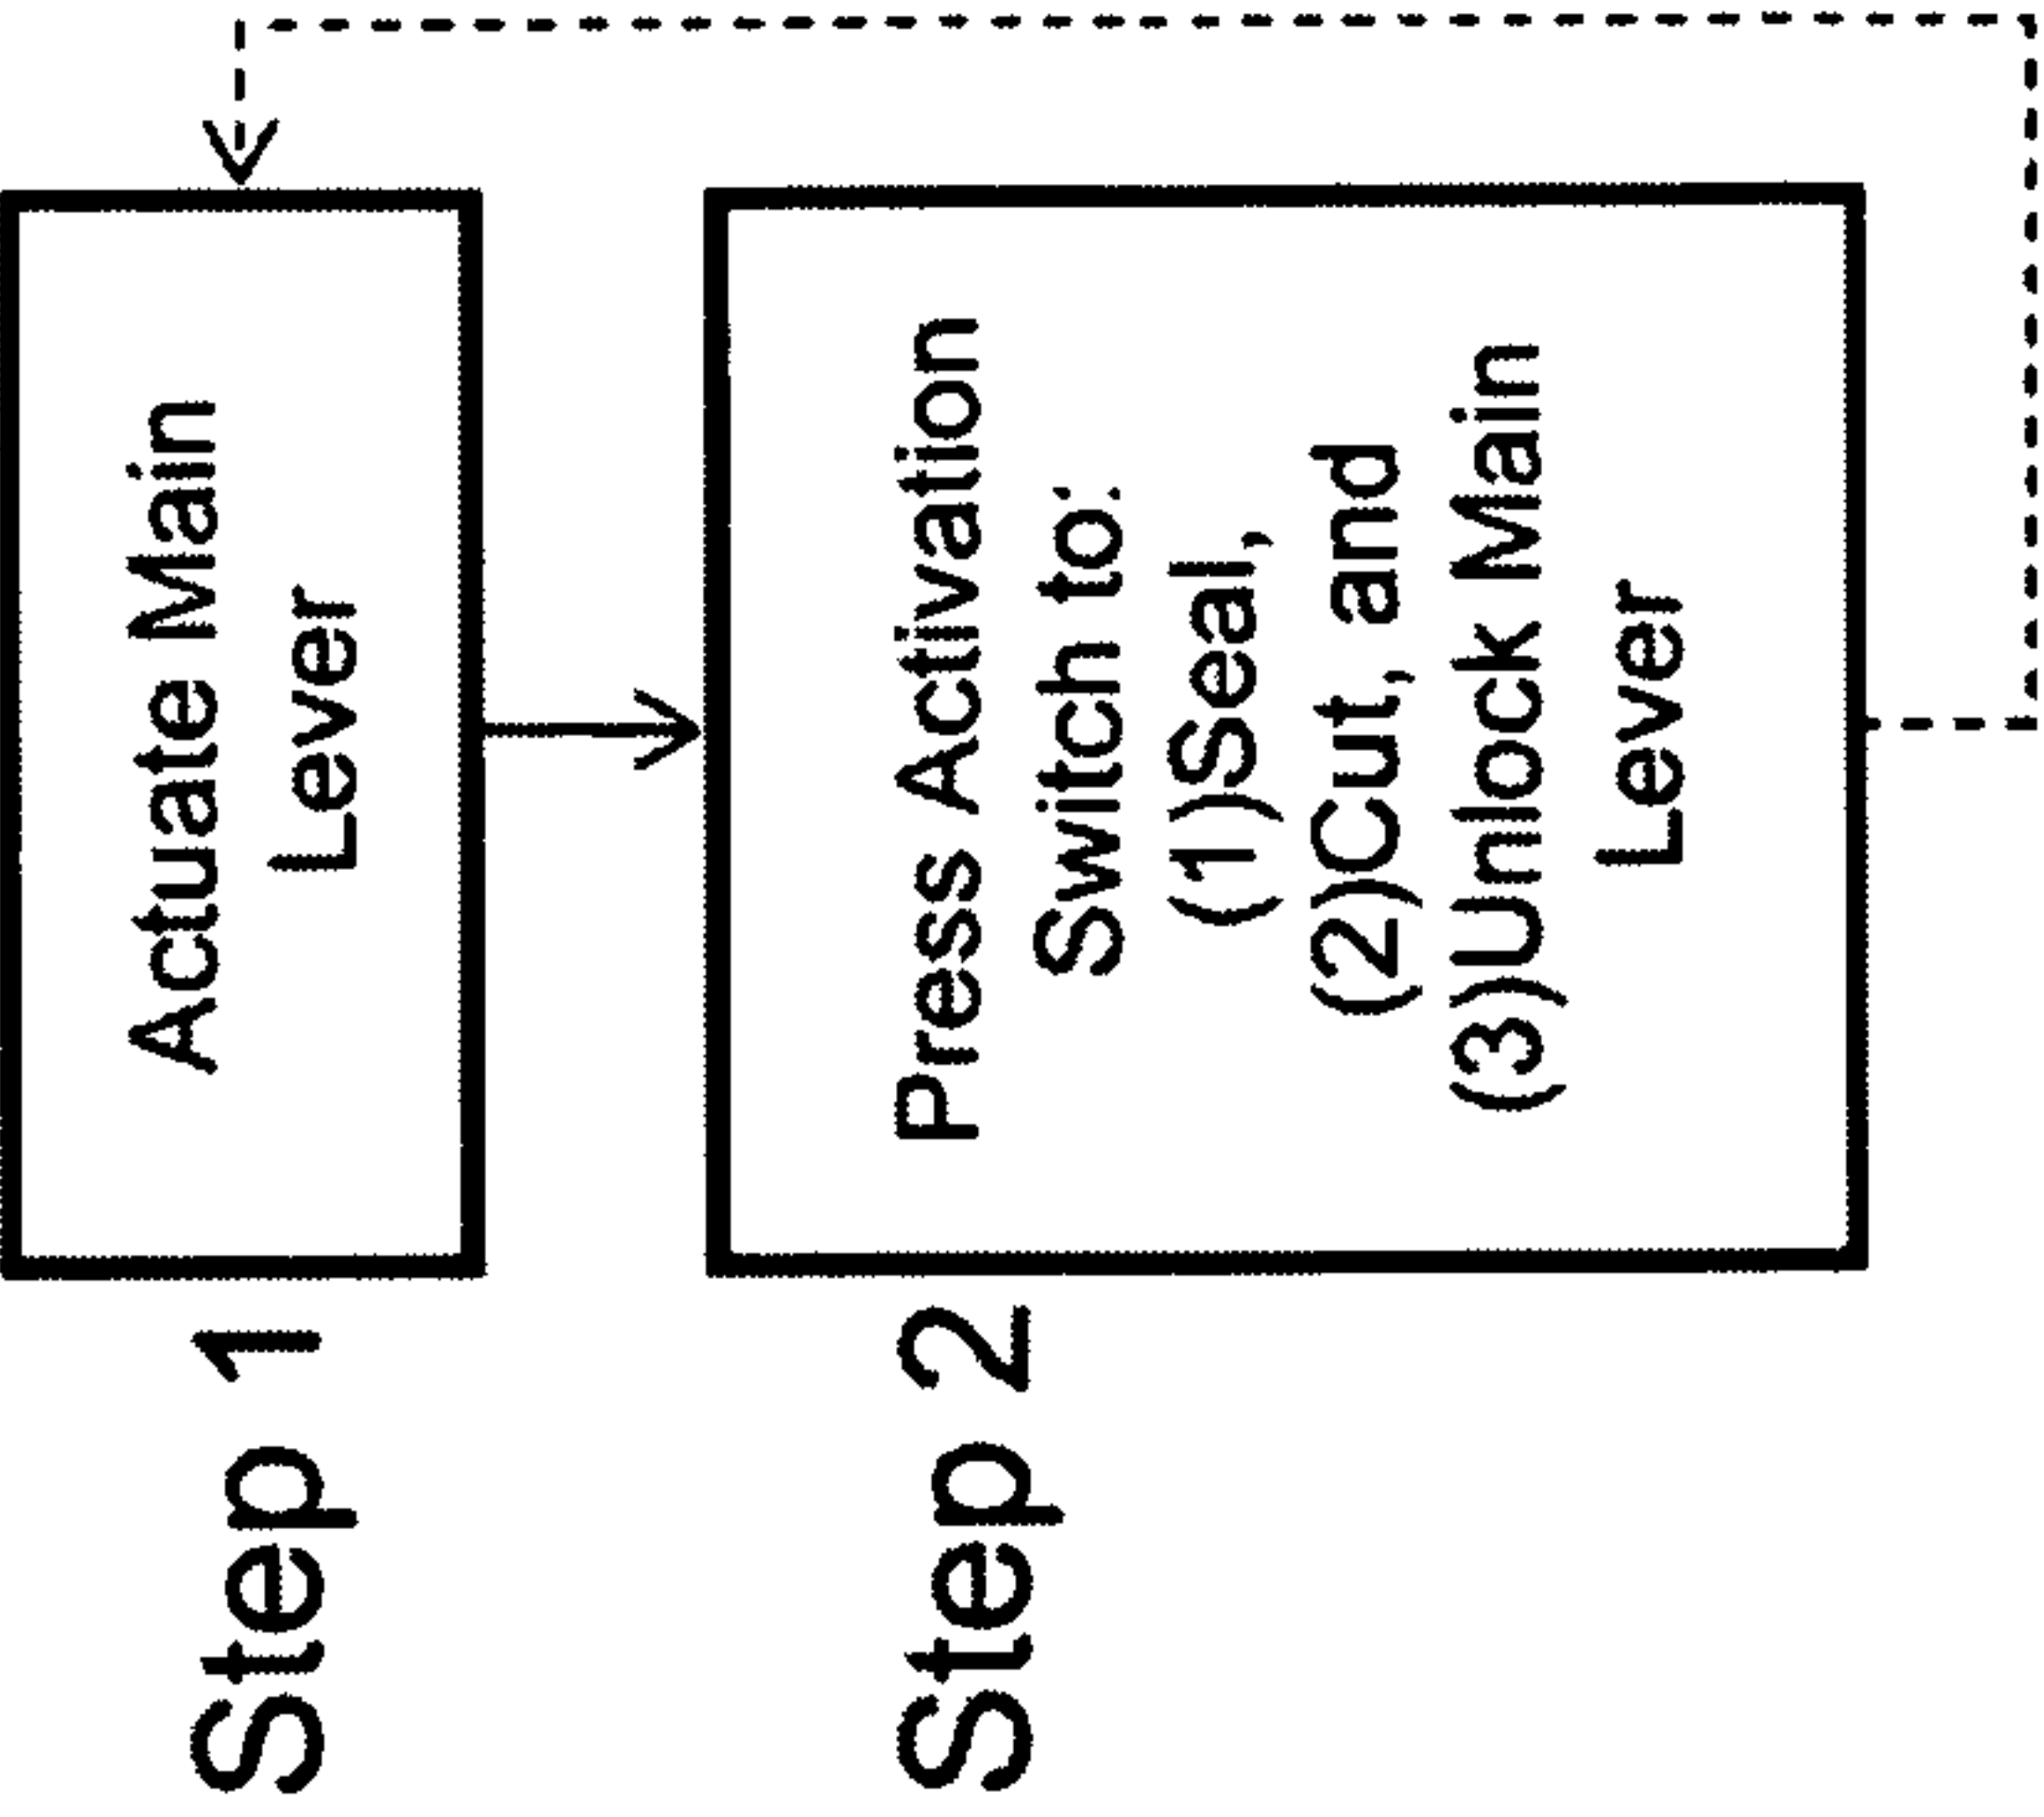 Step 1
Actuate Main
Lever
Step 2
Press Activation
Switch to:
(1)Seal,
(2)Cut, and
(3)Unlock Main
Lever